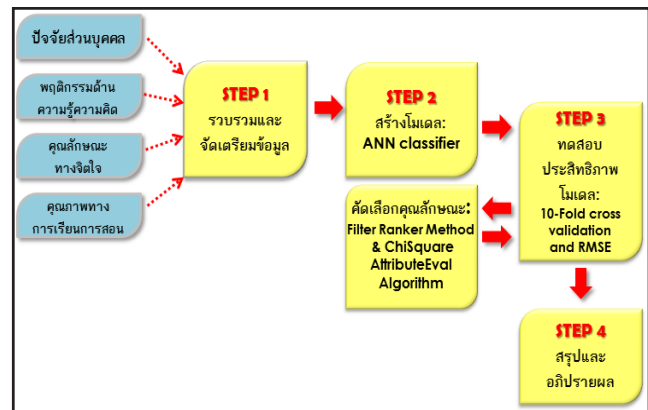 ปัจจัยส่วนบุคคล
พฤติกรรมด้าน
ความรู้ความคิด
คุณลักษณะ
ทางจิตใจ
คุณภาพทาง
การเรียนการสอน
STEP 1
รวบรวมและ
จัดเตรียมข้อมูล
STEP 2
สร้างโมเดล:
ANN classifier
คัดเลือกคุณลักษณะ:
Filter Ranker Method
& ChiSquare
AttributeEval
Algorithm
STEP 3
ทดสอบ
ประสิทธิภาพ
โมเดล:
10-Fold cross
validation
and RMSE
STEP 4
สรุปและ
อภิปรายผล